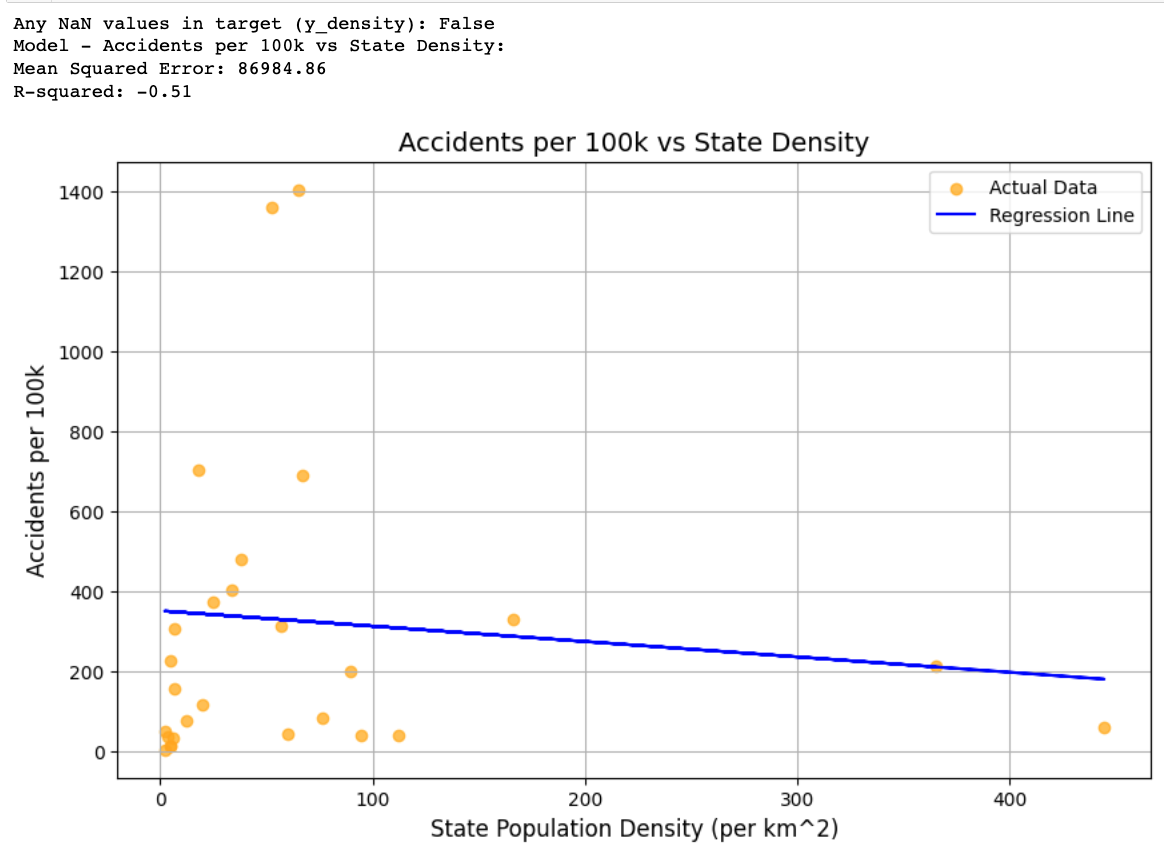 Any NaN values in target (y_density): False
Model - Accidents per 100k vs State Density:
Mean Squared Error: 86984.86
R-squared: -0.51
Accidents per 100k vs State Density
Actual Data
Regression Line
1400
1200
1000
800
600
400
200
0
Accidents per 100k
0 100 200 300 400
State Population Density (per km^2)